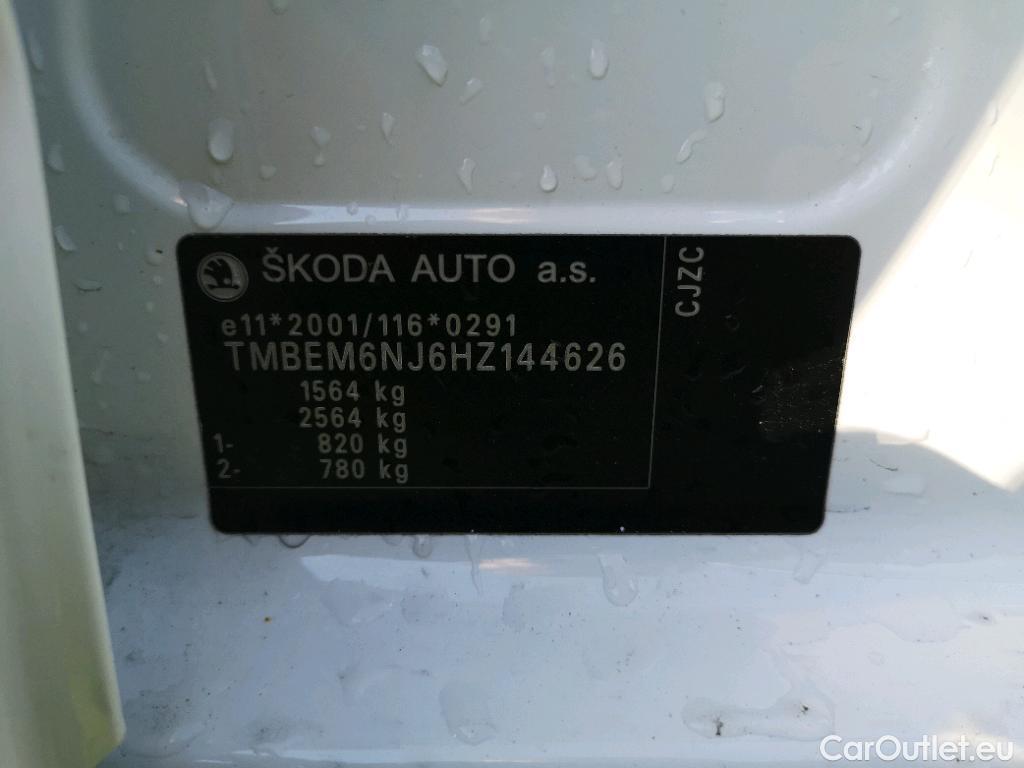 ŠKODA AUTO a.s.
e11*2001/116*0291
TMBEM6NJ6HZ144626
1564 kg
2564 kg
1- 820 kg
2- 780 kg
CJZC
CarOutlet.eu